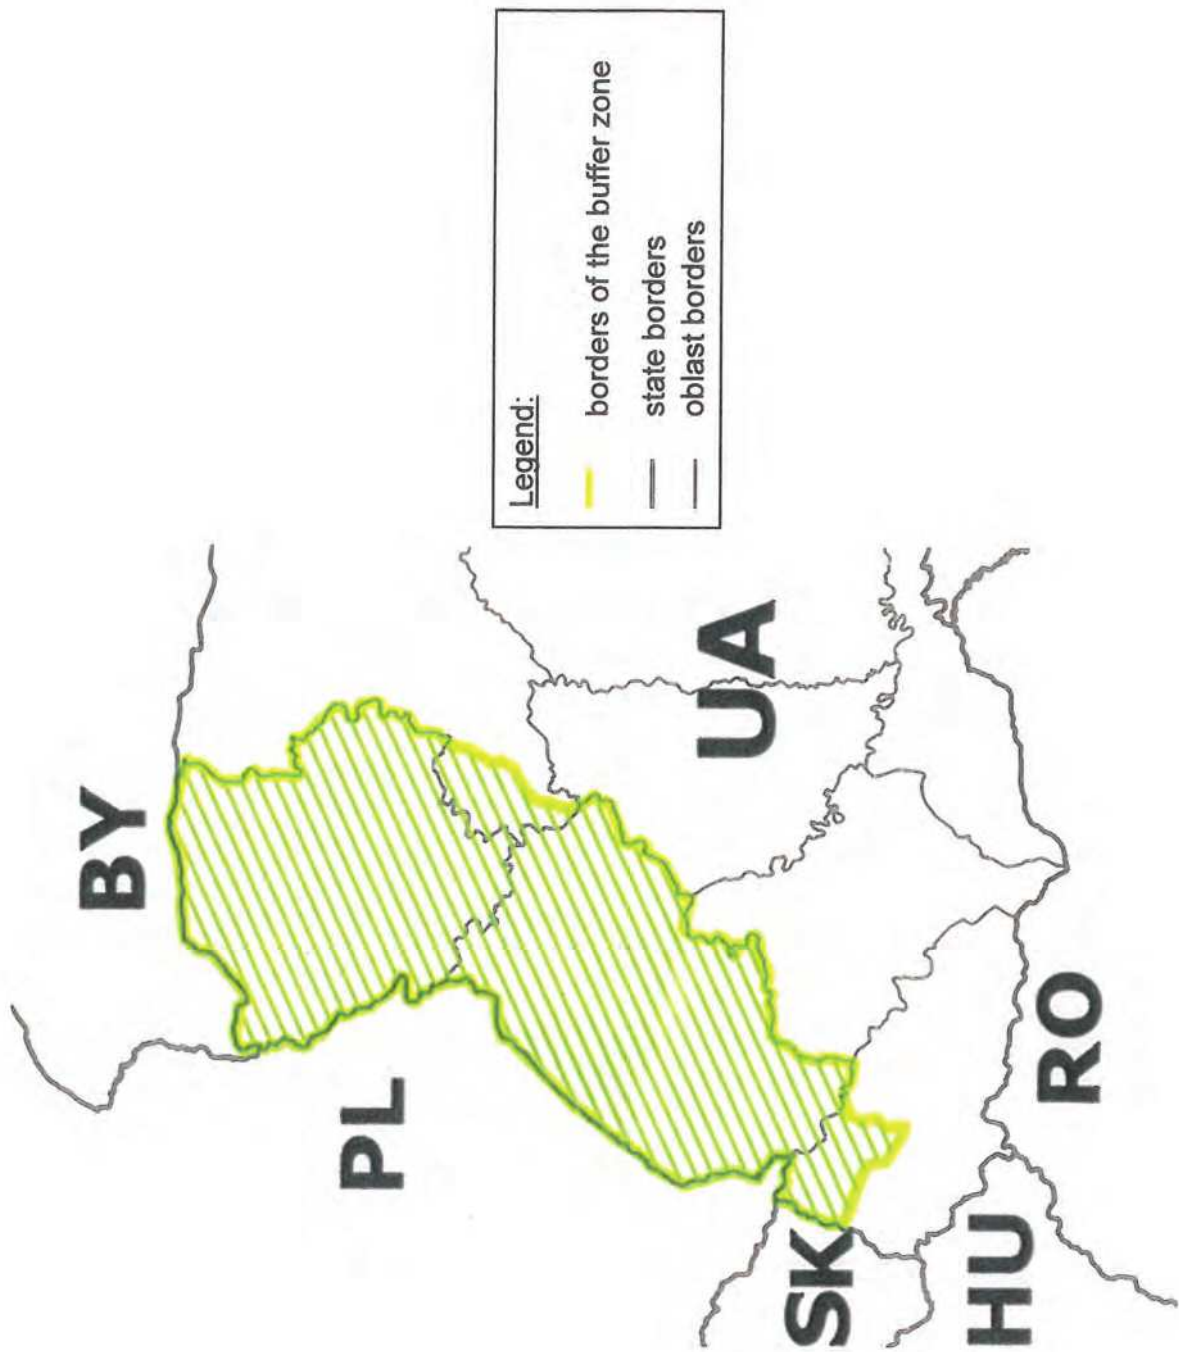 BY
PL
UA
SK
HU
RO
Legend:
borders of the buffer zone
state borders
oblast borders